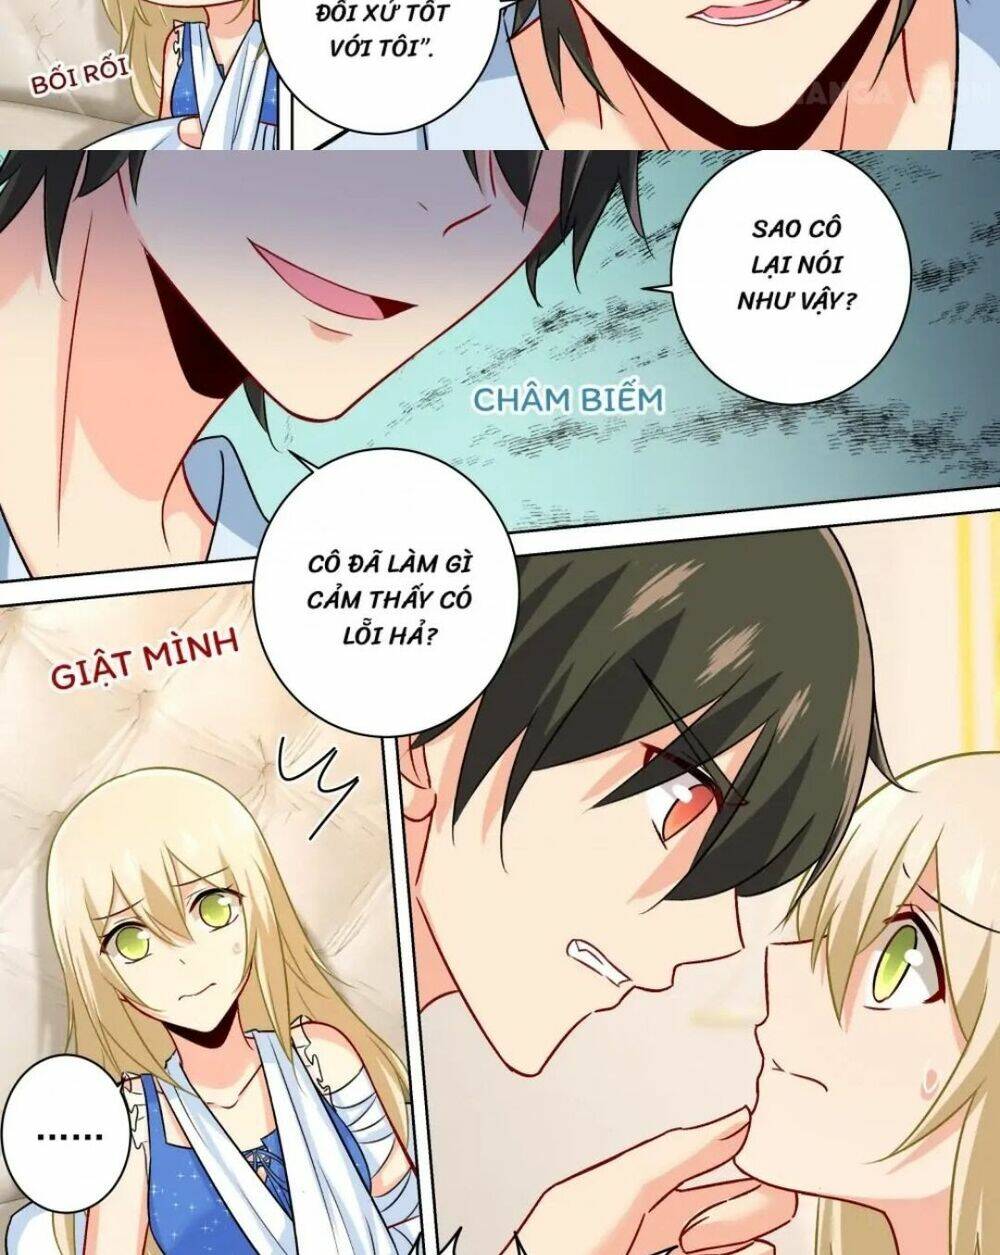 ĐỐI XỬ TỐT
VỚI TÔI".
BỐI RỐI
SAO CÔ
LẠI NÓI
NHƯ VẬY?
CHÂM BIẾM
CÔ ĐÃ LÀM GÌ
CẢM THẤY CÓ
LỖI HẢ?
GIẬT MÌNH
......